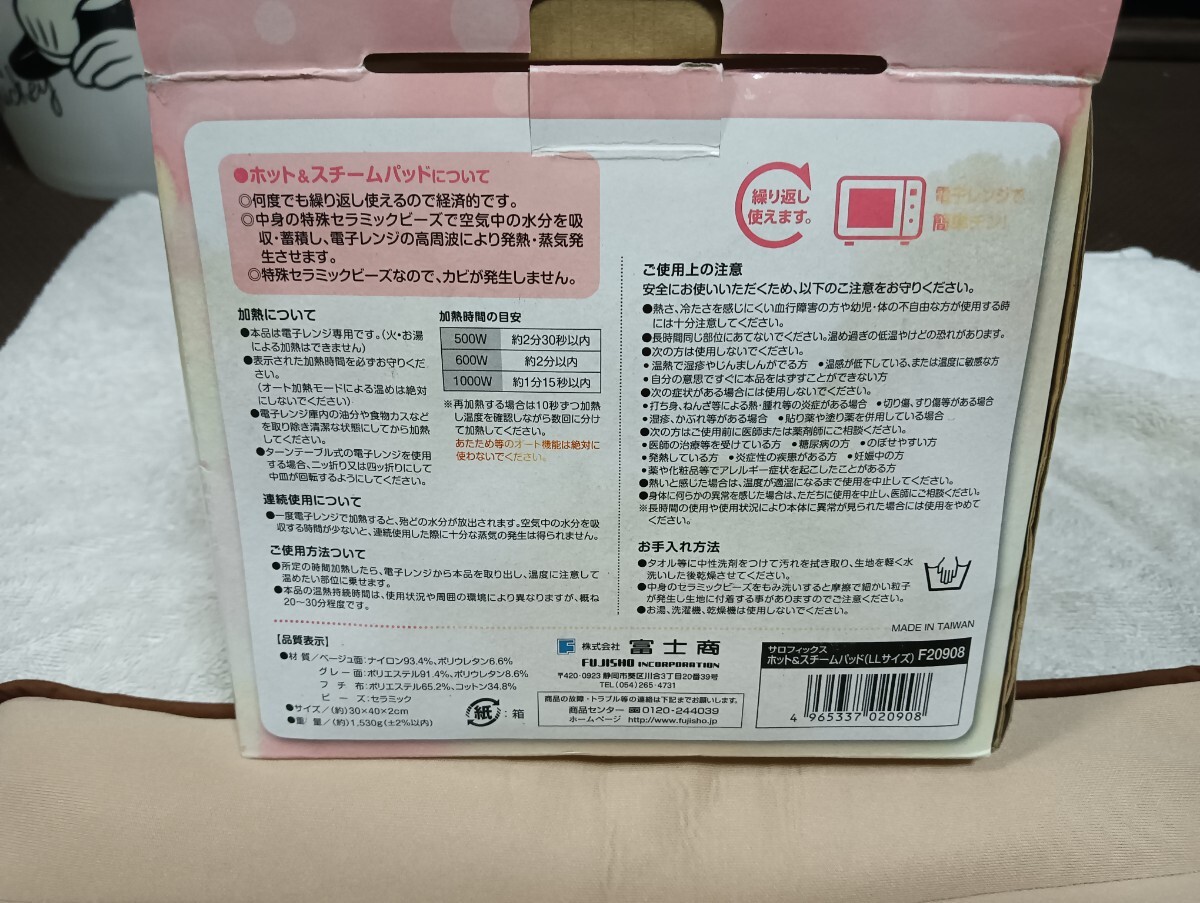 ckey
●ホット&スチームパッドについて
◎何度でも繰り返し使えるので経済的です。
◎中身の特殊セラミックビーズで空気中の水分を吸
収・蓄積し、電子レンジの高周波により発熱・蒸気発
生させます。
◎特殊セラミックビーズなので、カビが発生しません。
繰り返し
使えます。
電子レンジで
加熱について
●本品は電子レンジ専用です。(火・お湯
による加熱はできません)
●表示された加熱時間を必ずお守りくだ
さい。
(オート加熱モードによる温めは絶対
にしないでください)
●電子レンジ庫内の油分や食物カスなど
を取り除き清潔な状態にしてから加熱
してください。
●ターンテーブル式の電子レンジを使用
する場合、二ッ折り又は四ッ折りにして
中皿が回転するようにしてください。
加熱時間の目安
500W 約2分30秒以内
600W 約2分以内
1000W 約1分15秒以内
※再加熱する場合は10秒ずつ加熱
し温度を確認しながら数回に分け
て加熱してください。
あたため等のオート機能は絶対に
使わないでください。
連続使用について
●一度電子レンジで加熱すると、殆どの水分が放出されます。空気中の水分を吸
収する時間が少ないと、連続使用した際に十分な蒸気の発生は得られません。
ご使用方法ついて
●所定の時間加熱したら、電子レンジから本品を取り出し、温度に注意して
温めたい部位に乗せます。
●本品の温熱持続時間は、使用状況や周囲の環境により異なりますが、概ね
20~30分程度です。
ご使用上の注意
安全にお使いいただくため、以下のご注意をお守りください。
●熱さ、冷たさを感じにくい血行障害の方や幼児・体の不自由な方が使用する時
には十分注意してください。
●長時間同じ部位にあてないでください。温め過ぎの低温やけどの恐れがあります。
●次の方は使用しないでください。
・温熱で湿疹やじんましんがでる方 ・温感が低下している、または温度に敏感な方
・自分の意思ですぐに本品をはずすことができない方
●次の症状がある場合には使用しないでください。
・打ち身、ねんざ等による熱・腫れ等の炎症がある場合 ・切り傷、すり傷等がある場合
・湿疹、かぶれ等がある場合 ・貼り薬や塗り薬を併用している場合
●次の方はご使用前に医師または薬剤師にご相談ください。
・医師の治療等を受けている方 ・糖尿病の方 ・のぼせやすい方
・発熱している方 ・炎症性の疾患がある方 ・妊娠中の方
・薬や化粧品等でアレルギー症状を起こしたことがある方
●熱いと感じた場合は、温度が適温になるまで使用を中止してください。
●身体に何らかの異常を感じた場合は、ただちに使用を中止し、医師にご相談ください。
※長時間の使用や使用状況により本体に異常が見られた場合には使用をやめて
ください。
お手入れ方法
●タオル等に中性洗剤をつけて汚れを拭き取り、生地を軽く水
洗いした後乾燥させてください。
●中身のセラミックビーズをもみ洗いすると摩擦で細かい粒子
が発生し生地に付着する事がありますのでご注意ください。
●お湯、洗濯機、乾燥機は使用しないでください。
MADE IN TAIWAN
【品質表示】
●材 質/ベージュ面:ナイロン93.4%、ポリウレタン6.6%
グレー面:ポリエステル91.4%、ポリウレタン8.6%
フチ布:ポリエステル65.2%、コットン34.8%
ビーズ:セラミック
●サイズ/(約)30×40×2cm
●重 量/(約)1,530g(±2%以内)
紙:箱
株式会社 富士商
FUJISHO INCORPORATION
〒420-0923 静岡市葵区川合3丁目20番39号
TEL(054)265-4731
商品の故障・トラブル等の連絡は下記までお願いします。
商品センター 0120-244039
ホームページ http://www.fujisho.jp
サロフィックス
ホット&スチームパッド(LLサイズ) F20908
4 965337 020908